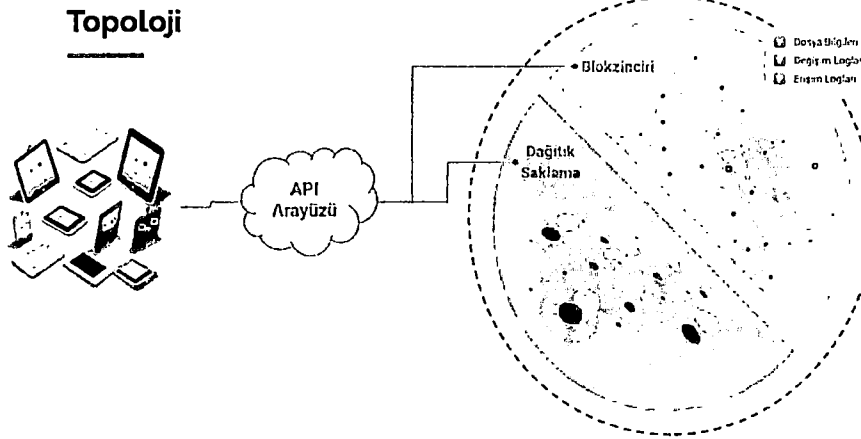 Topoloji
Blokzinciri
Dosya Bilgileri
Değişim Logları
Erişim Logları
Dağıtık
Saklama
API
Arayüzü